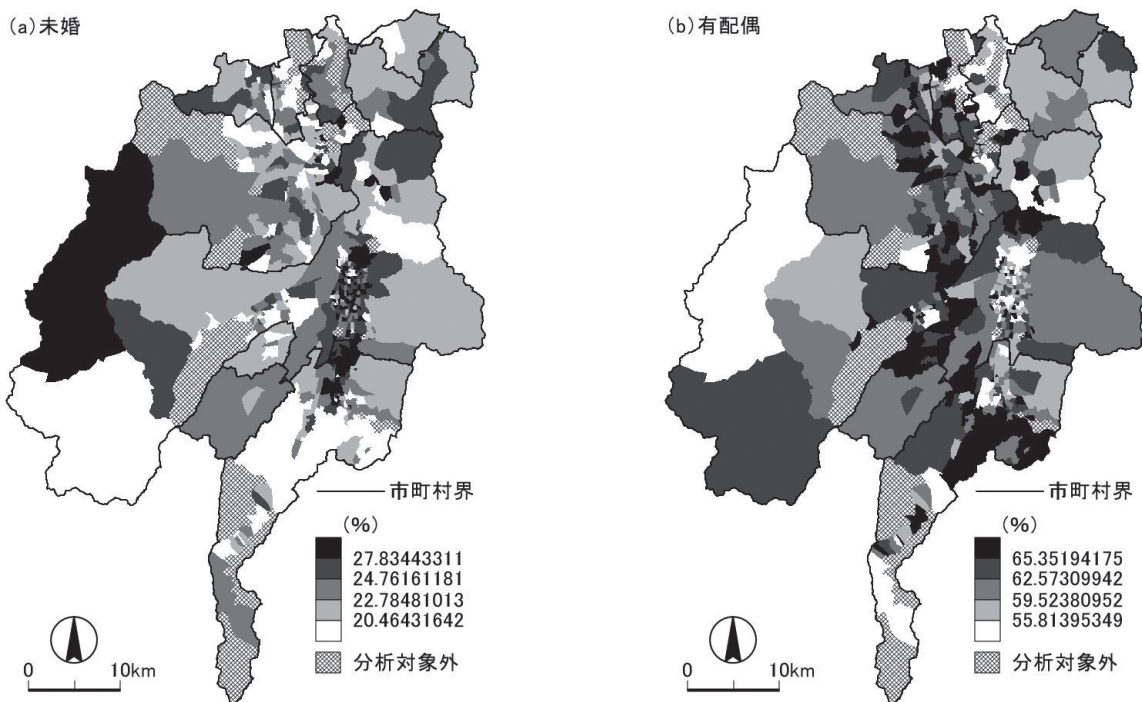 (a)未婚
市町村界
(%)
27.83443311
24.76161181
22.78481013
20.46431642
分析対象外
0 10km
(b)有配偶
市町村界
(%)
65.35194175
62.57309942
59.52380952
55.81395349
分析対象外
0 10km